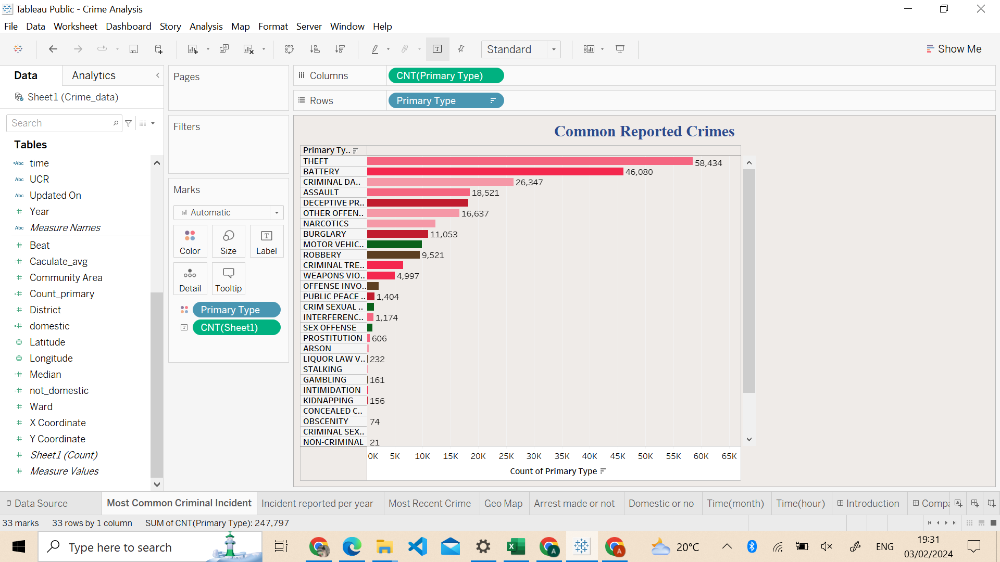 Tableau Public - Crime Analysis
File Data Worksheet Dashboard Story Analysis Map Format Server Window Help
Standard
Show Me
Data Analytics
Sheet1 (Crime_data)
Search
Tables
Abc time
Abc UCR
Abc Updated On
Year
Abc Measure Names
Beat
Caculate_avg
Community Area
Count_primary
District
domestic
Latitude
Longitude
Median
not_domestic
Ward
X Coordinate
Y Coordinate
Sheet1 (Count)
Measure Values
Pages
Filters
Marks
Automatic
Color Size Label
Detail Tooltip
Primary Type
CNT(Sheet1)
Columns CNT(Primary Type)
Rows Primary Type
Common Reported Crimes
Primary Ty..
THEFT 58,434
BATTERY 46,080
CRIMINAL DA.. 26,347
ASSAULT 18,521
DECEPTIVE PR..
OTHER OFFEN.. 16,637
NARCOTICS
BURGLARY 11,053
MOTOR VEHIC..
ROBBERY 9,521
CRIMINAL TRE..
WEAPONS VIO.. 4,997
OFFENSE INVO..
PUBLIC PEACE .. 1,404
CRIM SEXUAL ..
INTERFERENC.. 1,174
SEX OFFENSE
PROSTITUTION 606
ARSON
LIQUOR LAW V.. 232
STALKING
GAMBLING 161
INTIMIDATION
KIDNAPPING 156
CONCEALED C..
OBSCENITY 74
CRIMINAL SEX..
NON-CRIMINAL 21
0K 5K 10K 15K 20K 25K 30K 35K 40K 45K 50K 55K 60K 65K
Count of Primary Type
Data Source Most Common Criminal Incident Incident reported per year Most Recent Crime Geo Map Arrest made or not Domestic or no Time(month) Time(hour) Introduction Compa
33 marks 33 rows by 1 column SUM of CNT(Primary Type): 247,797
Type here to search
20°C
ENG
19:31
03/02/2024